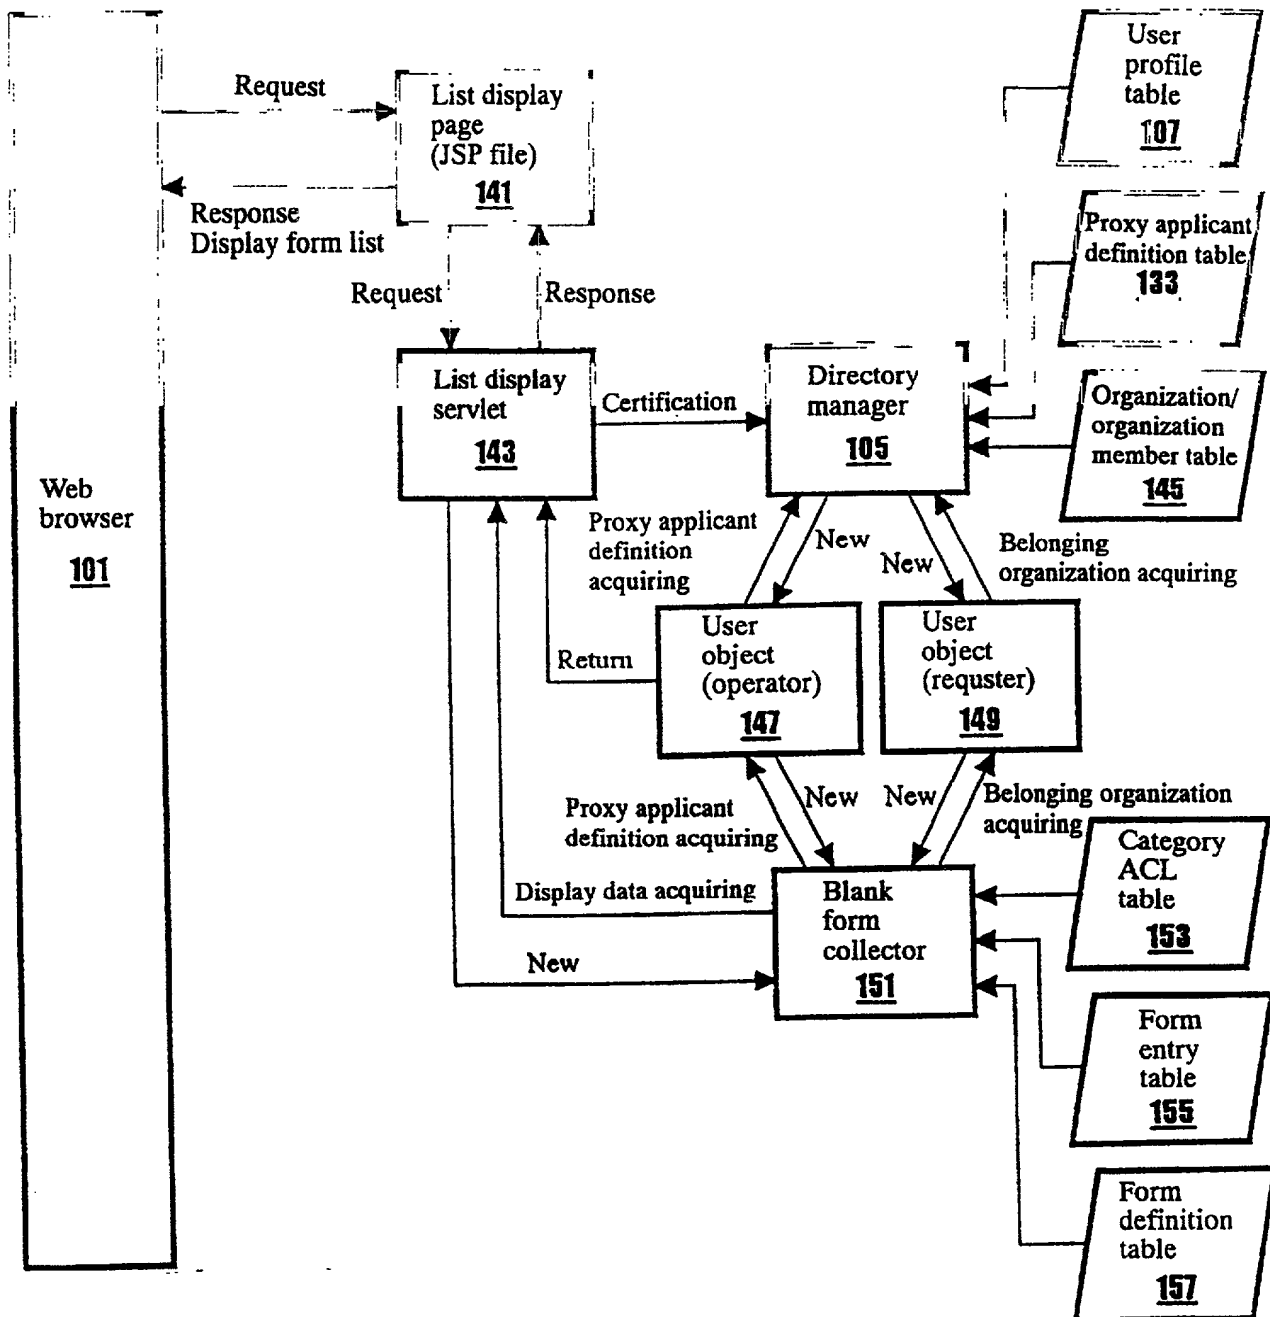 Web
browser
101
Request
Response
Display form list
List display
page
(JSP file)
141
Request
Response
List display
servlet
143
Certification
Directory
manager
105
User
profile
table
107
Proxy applicant
definition table
133
Organization/
organization
member table
145
Proxy applicant
definition
acquiring
New
New
Belonging
organization acquiring
Return
User
object
(operator)
147
User
object
(requster)
149
Proxy applicant
definition acquiring
New
New
Belonging organization
acquiring
Display data acquiring
New
Blank
form
collector
151
Category
ACL
table
153
Form
entry
table
155
Form
definition
table
157